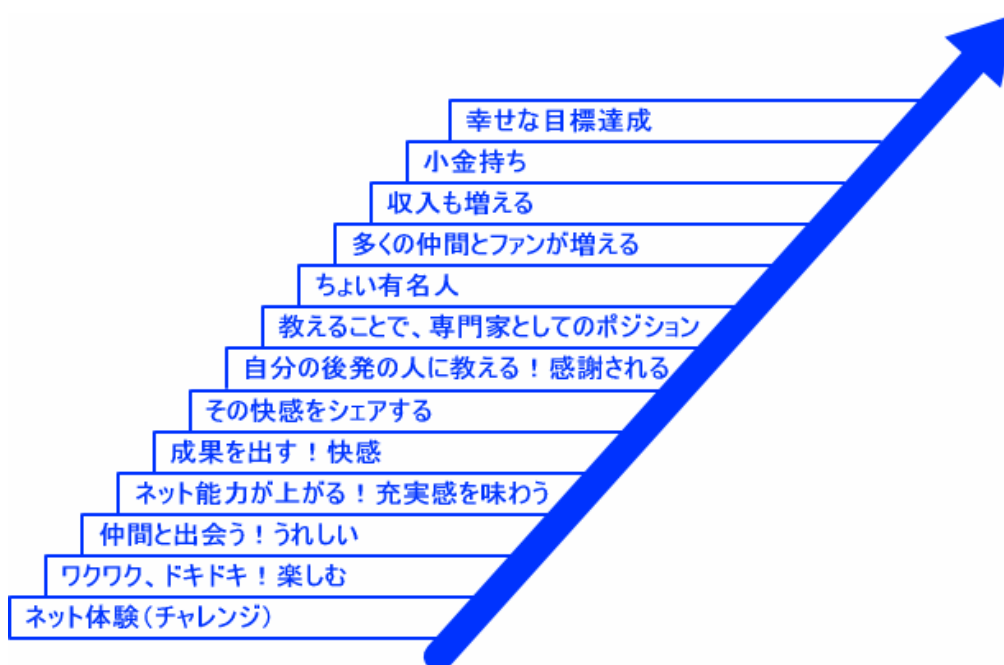 幸せな目標達成
小金持ち
収入も増える
多くの仲間とファンが増える
ちょい有名人
教えることで、専門家としてのポジション
自分の後発の人に教える！感謝される
その快感をシェアする
成果を出す！快感
ネット能力が上がる！充実感を味わう
仲間と出会う！うれしい
ワクワク、ドキドキ！楽しむ
ネット体験（チャレンジ）